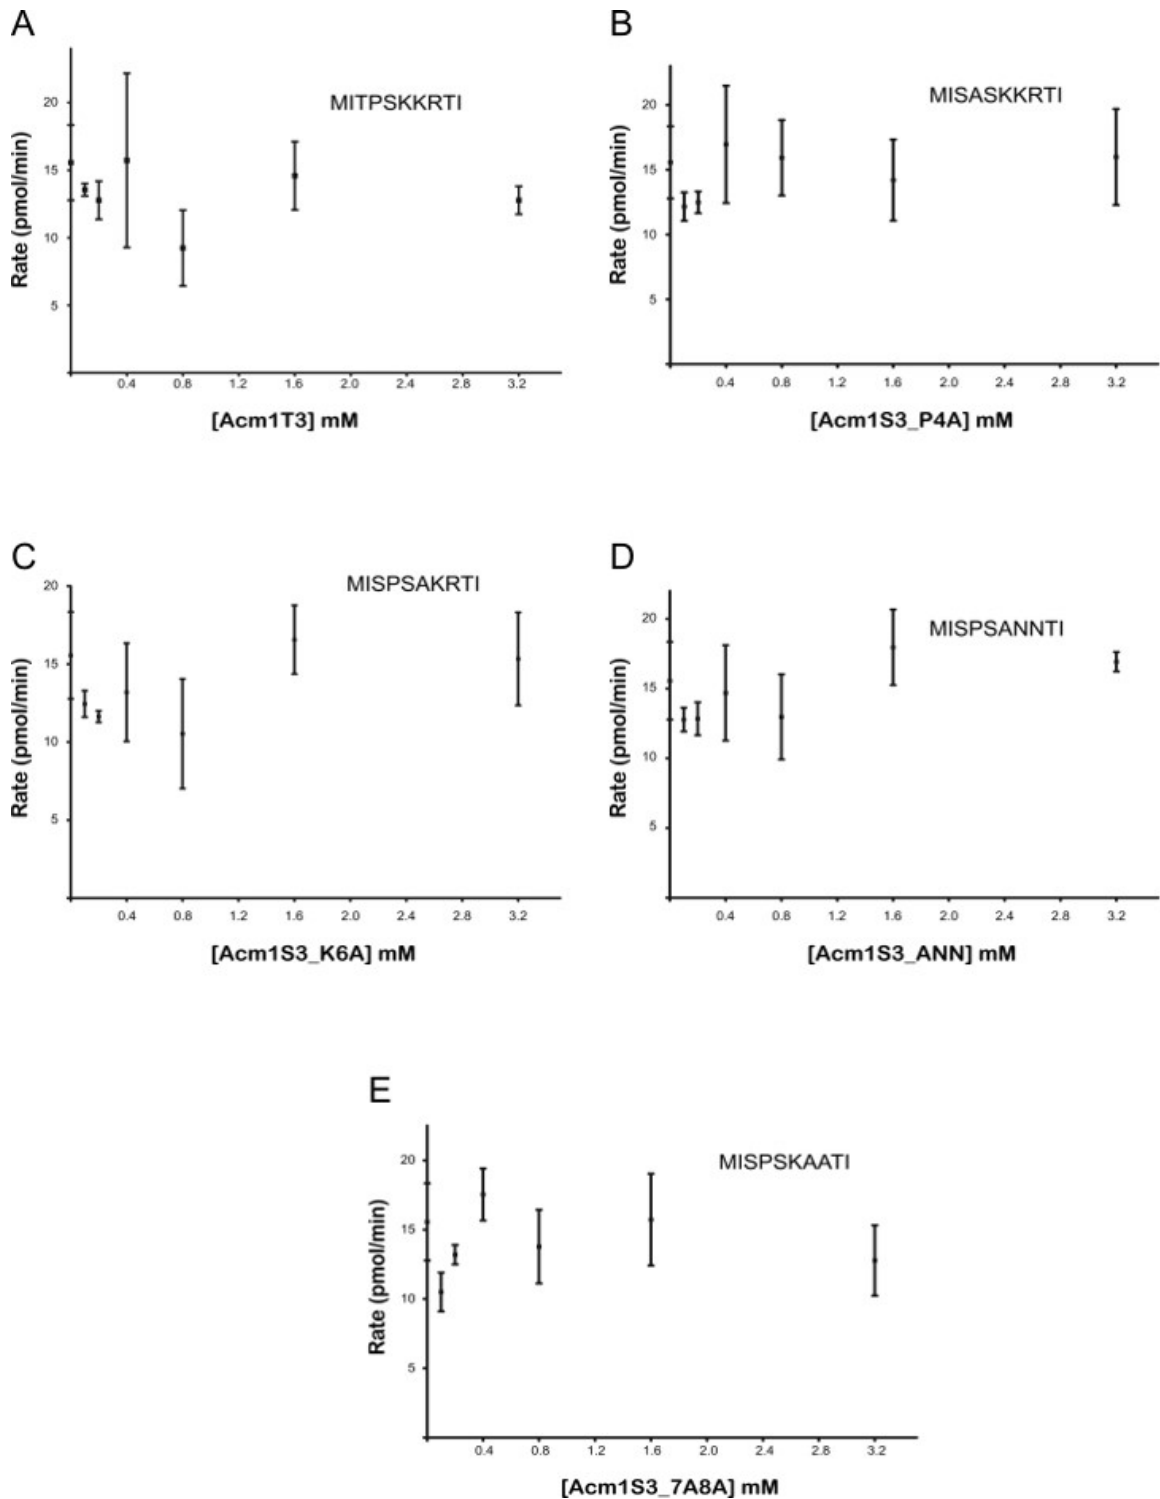 A
MITPSKKRTI
Rate (pmol/min)
20
15
10
5
0.4 0.8 1.2 1.6 2.0 2.4 2.8 3.2
[Acm1T3] mM
B
MISASKKRTI
Rate (pmol/min)
20
15
10
5
0.4 0.8 1.2 1.6 2.0 2.4 2.8 3.2
[Acm1S3_P4A] mM
C
MISPSAKRTI
Rate (pmol/min)
20
15
10
5
0.4 0.8 1.2 1.6 2.0 2.4 2.8 3.2
[Acm1S3_K6A] mM
D
MISPSANNTI
Rate (pmol/min)
20
15
10
5
0.4 0.8 1.2 1.6 2.0 2.4 2.8 3.2
[Acm1S3_ANN] mM
E
MISPSKAATI
Rate (pmol/min)
20
15
10
5
0.4 0.8 1.2 1.6 2.0 2.4 2.8 3.2
[Acm1S3_7A8A] mM